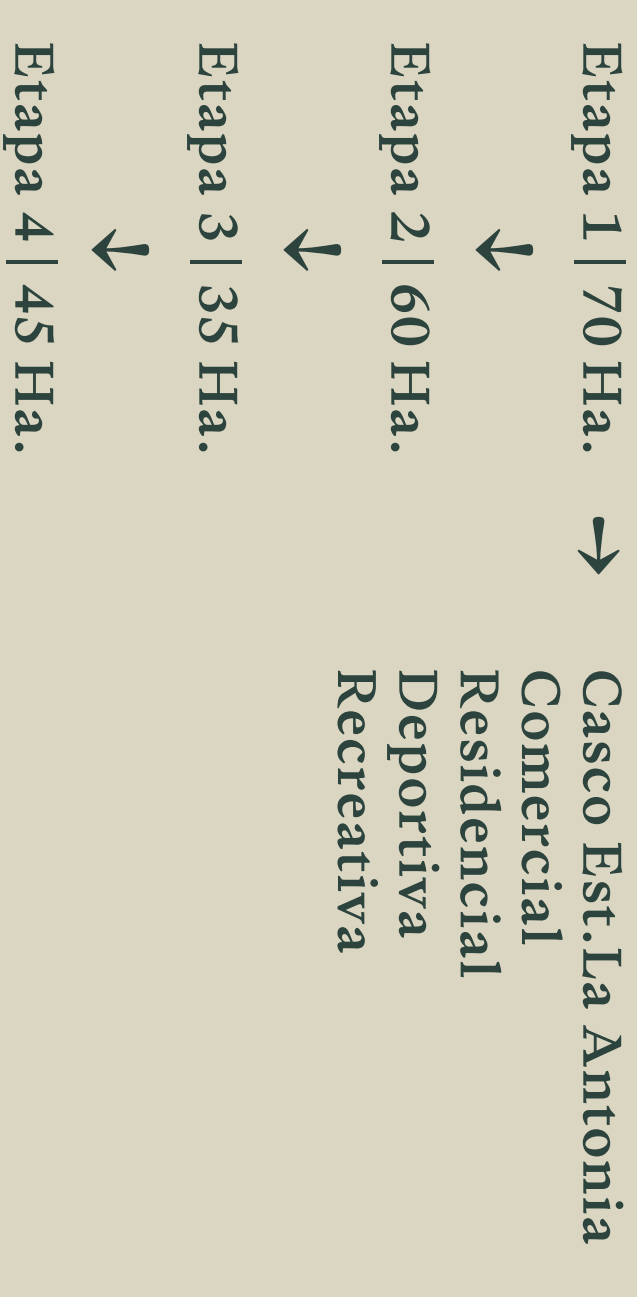 Etapa 1 | 70 Ha. → Casco Est.La Antonia
Comercial
Residencial
Deportiva
Recreativa
↓
Etapa 2 | 60 Ha.
↓
Etapa 3 | 35 Ha.
↓
Etapa 4 | 45 Ha.